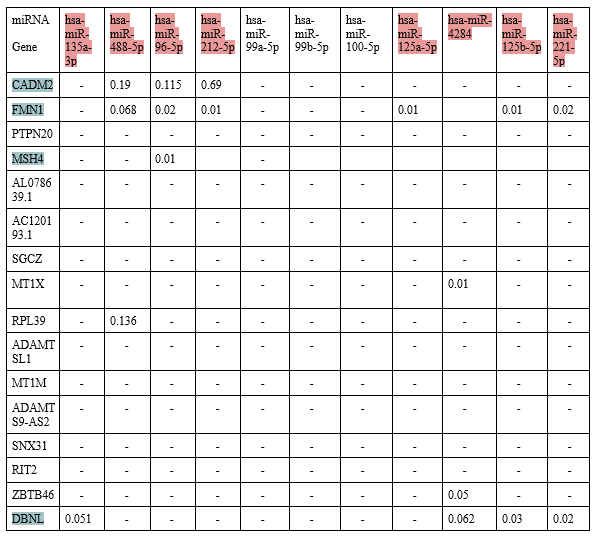 miRNA Gene | hsa-miR-135a-3p | hsa-miR-488-5p | hsa-miR-96-5p | hsa-miR-212-5p | hsa-miR-99a-5p | hsa-miR-99b-5p | hsa-miR-100-5p | hsa-miR-125a-5p | hsa-miR-4284 | hsa-miR-125b-5p | hsa-miR-221-5p
CADM2 - 0.19 0.115 0.69 - - - - - - -
FMN1 - 0.068 0.02 0.01 - - - 0.01 - 0.01 0.02
PTPN20 - - - - - - - - - - -
MSH4 - - 0.01 -
AL078639.1 - - - - - - - - - - -
AC120193.1 - - - - - - - - - - -
SGCZ - - - - - - - - - - -
MT1X - - - - - - - - 0.01 - -
RPL39 - 0.136 - - - - - - - - -
ADAMTSL1 - - - - - - - - - - -
MT1M - - - - - - - - - - -
ADAMTS9-AS2 - - - - - - - - - - -
SNX31 - - - - - - - - - - -
RIT2 - - - - - - - - - - -
ZBTB46 - - - - - - - - 0.05 - -
DBNL 0.051 - - - - - - - 0.062 0.03 0.02